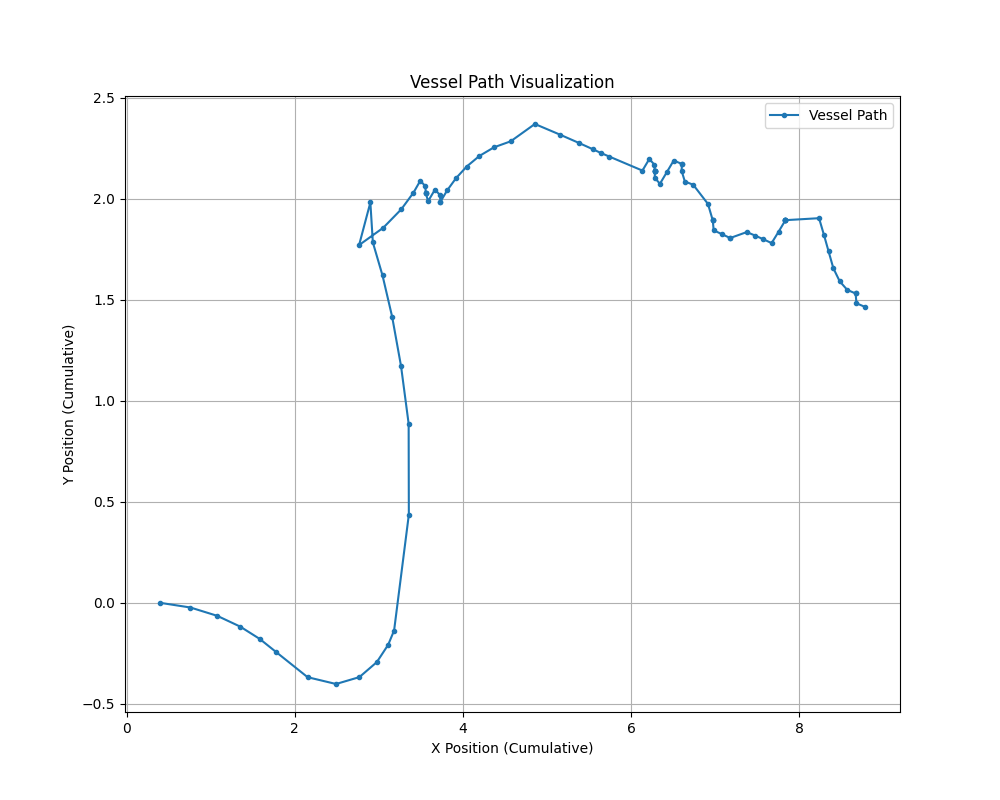 Vessel Path Visualization
Vessel Path
2.5
2.0
1.5
1.0
0.5
0.0
−0.5
Y Position (Cumulative)
0 2 4 6 8
X Position (Cumulative)